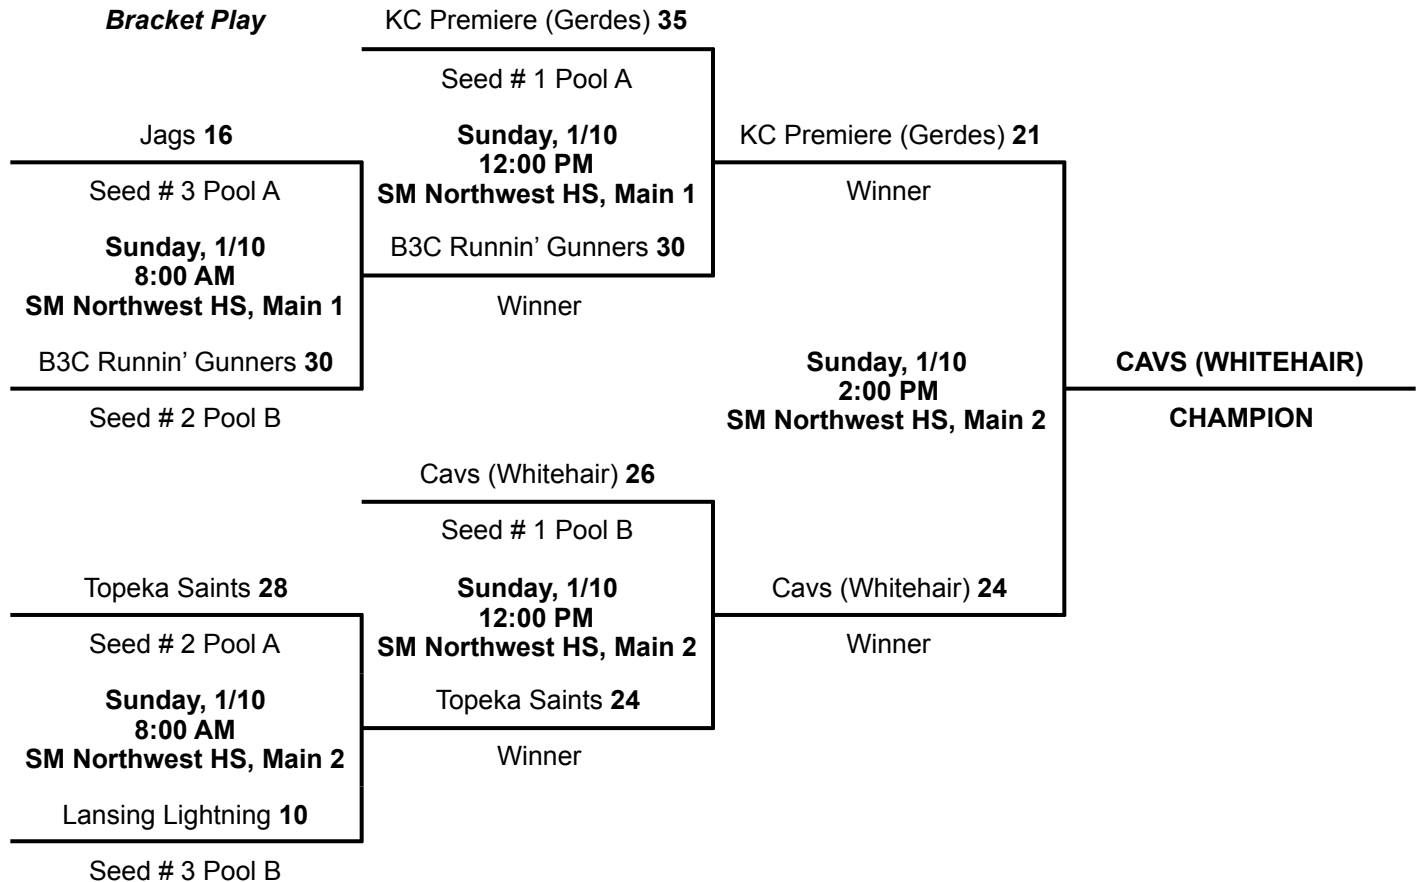 Bracket Play
KC Premiere (Gerdes) 35
Seed # 1 Pool A
Jags 16
Sunday, 1/10
12:00 PM
SM Northwest HS, Main 1
KC Premiere (Gerdes) 21
Seed # 3 Pool A
Winner
Sunday, 1/10
8:00 AM
SM Northwest HS, Main 1
B3C Runnin’ Gunners 30
Winner
B3C Runnin’ Gunners 30
Seed # 2 Pool B
Sunday, 1/10
2:00 PM
SM Northwest HS, Main 2
CAVS (WHITEHAIR)
CHAMPION
Cavs (Whitehair) 26
Seed # 1 Pool B
Topeka Saints 28
Sunday, 1/10
12:00 PM
SM Northwest HS, Main 2
Cavs (Whitehair) 24
Seed # 2 Pool A
Winner
Sunday, 1/10
8:00 AM
SM Northwest HS, Main 2
Topeka Saints 24
Winner
Lansing Lightning 10
Seed # 3 Pool B